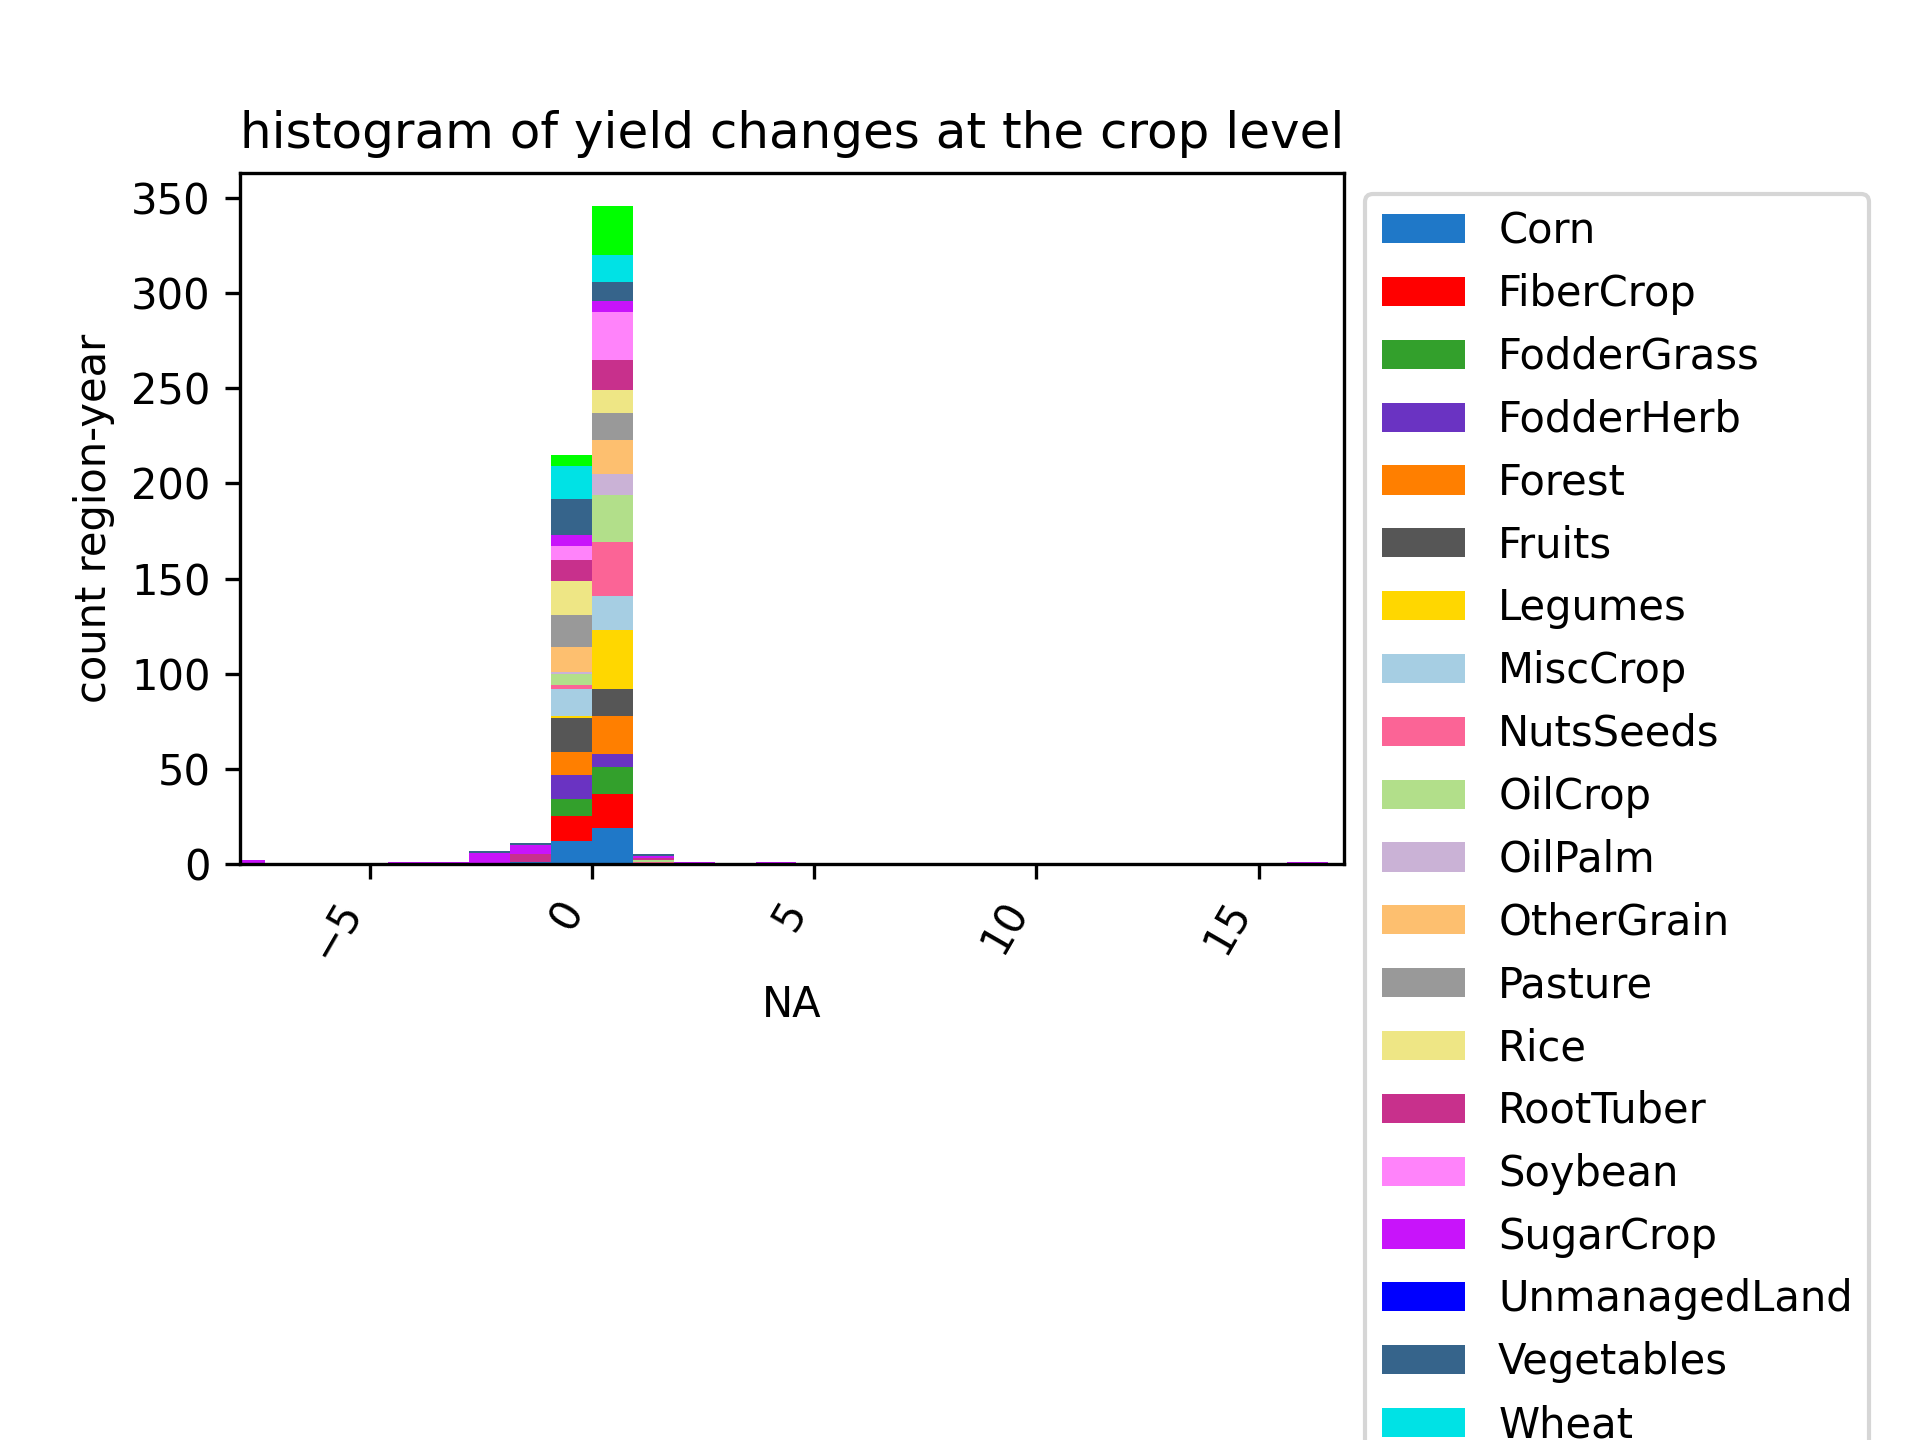 histogram of yield changes at the crop level
350
300
250
200
150
100
50
0
count region-year
−5
0
5
10
15
NA
Corn
FiberCrop
FodderGrass
FodderHerb
Forest
Fruits
Legumes
MiscCrop
NutsSeeds
OilCrop
OilPalm
OtherGrain
Pasture
Rice
RootTuber
Soybean
SugarCrop
UnmanagedLand
Vegetables
Wheat